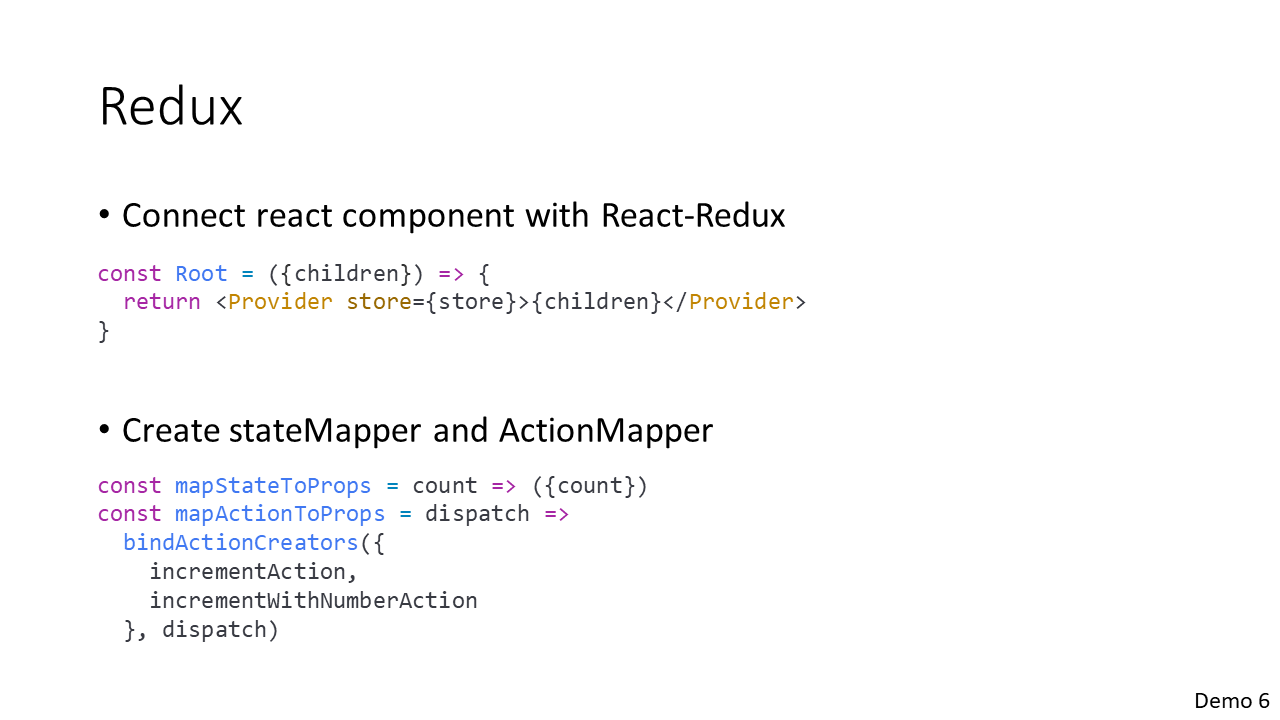 Redux
• Connect react component with React-Redux
const Root = ({children}) => {
  return <Provider store={store}>{children}</Provider>
}
• Create stateMapper and ActionMapper
const mapStateToProps = count => ({count})
const mapActionToProps = dispatch =>
  bindActionCreators({
    incrementAction,
    incrementWithNumberAction
  }, dispatch)
Demo 6